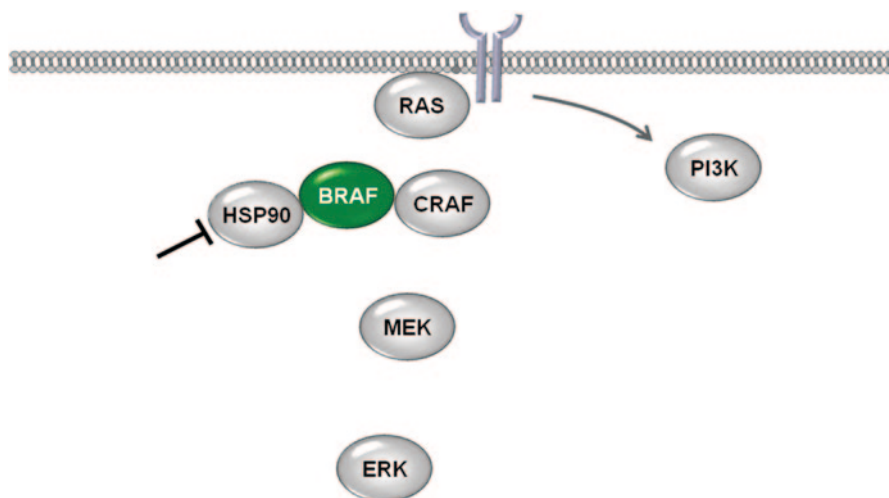 RAS
PI3K
BRAF
HSP90
CRAF
MEK
ERK